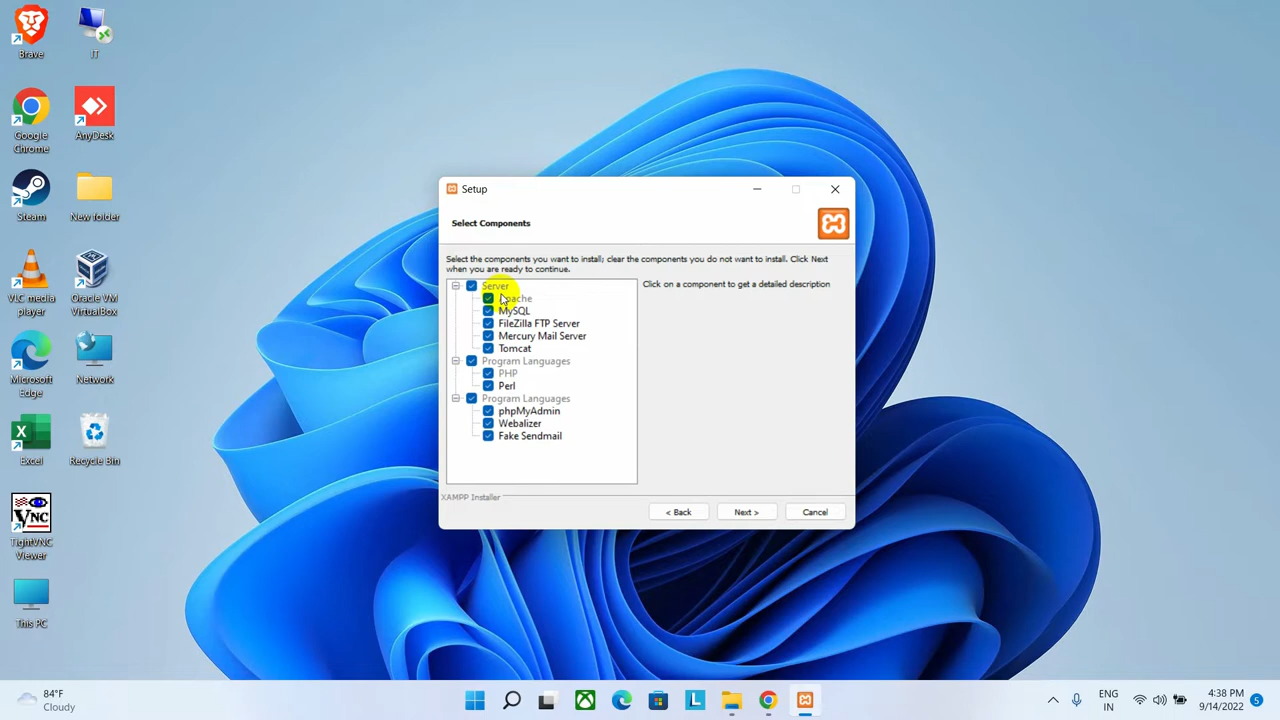 Brave
IT
Google
Chrome
AnyDesk
Steam
New folder
VLC media
player
Oracle VM
VirtualBox
Microsoft
Edge
Network
Excel
Recycle Bin
TightVNC
Viewer
This PC
Setup
Select Components
Select the components you want to install; clear the components you do not want to install. Click Next
when you are ready to continue.
Server
Apache
MySQL
FileZilla FTP Server
Mercury Mail Server
Tomcat
Program Languages
PHP
Perl
Program Languages
phpMyAdmin
Webalizer
Fake Sendmail
Click on a component to get a detailed description
XAMPP Installer
< Back
Next >
Cancel
84°F
Cloudy
ENG
IN
4:38 PM
9/14/2022
5